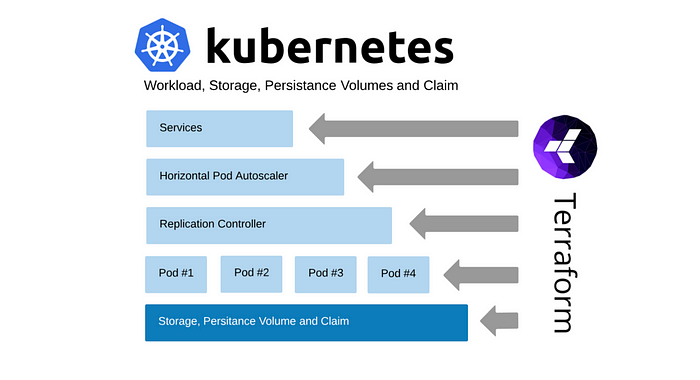 kubernetes
Workload, Storage, Persistance Volumes and Claim
Services
Horizontal Pod Autoscaler
Replication Controller
Pod #1
Pod #2
Pod #3
Pod #4
Storage, Persitance Volume and Claim
Terraform